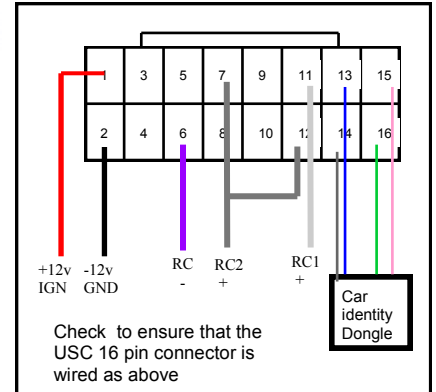 1 3 5 7 9 11 13 15
2 4 6 8 10 12 14 16
+12v -12v RC RC2 RC1
IGN GND - + +
Car
identity
Dongle
Check to ensure that the
USC 16 pin connector is
wired as above